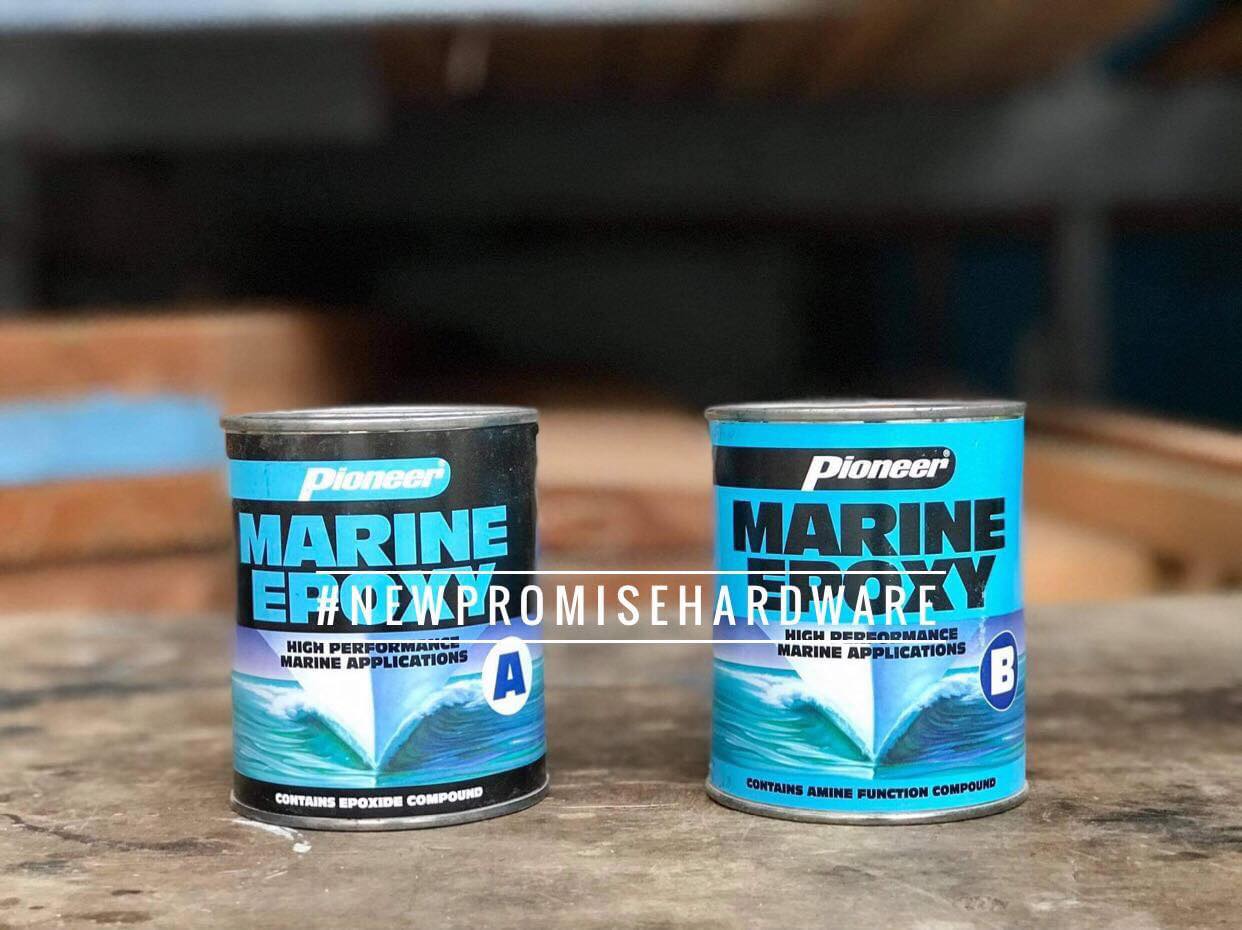 Pioneer®
MARINE
EPOXY
HIGH PERFORMANCE
MARINE APPLICATIONS
A
CONTAINS EPOXIDE COMPOUND
Pioneer®
MARINE
EPOXY
HIGH PERFORMANCE
MARINE APPLICATIONS
B
CONTAINS AMINE FUNCTION COMPOUND
#NEWPROMISEHARDWARE